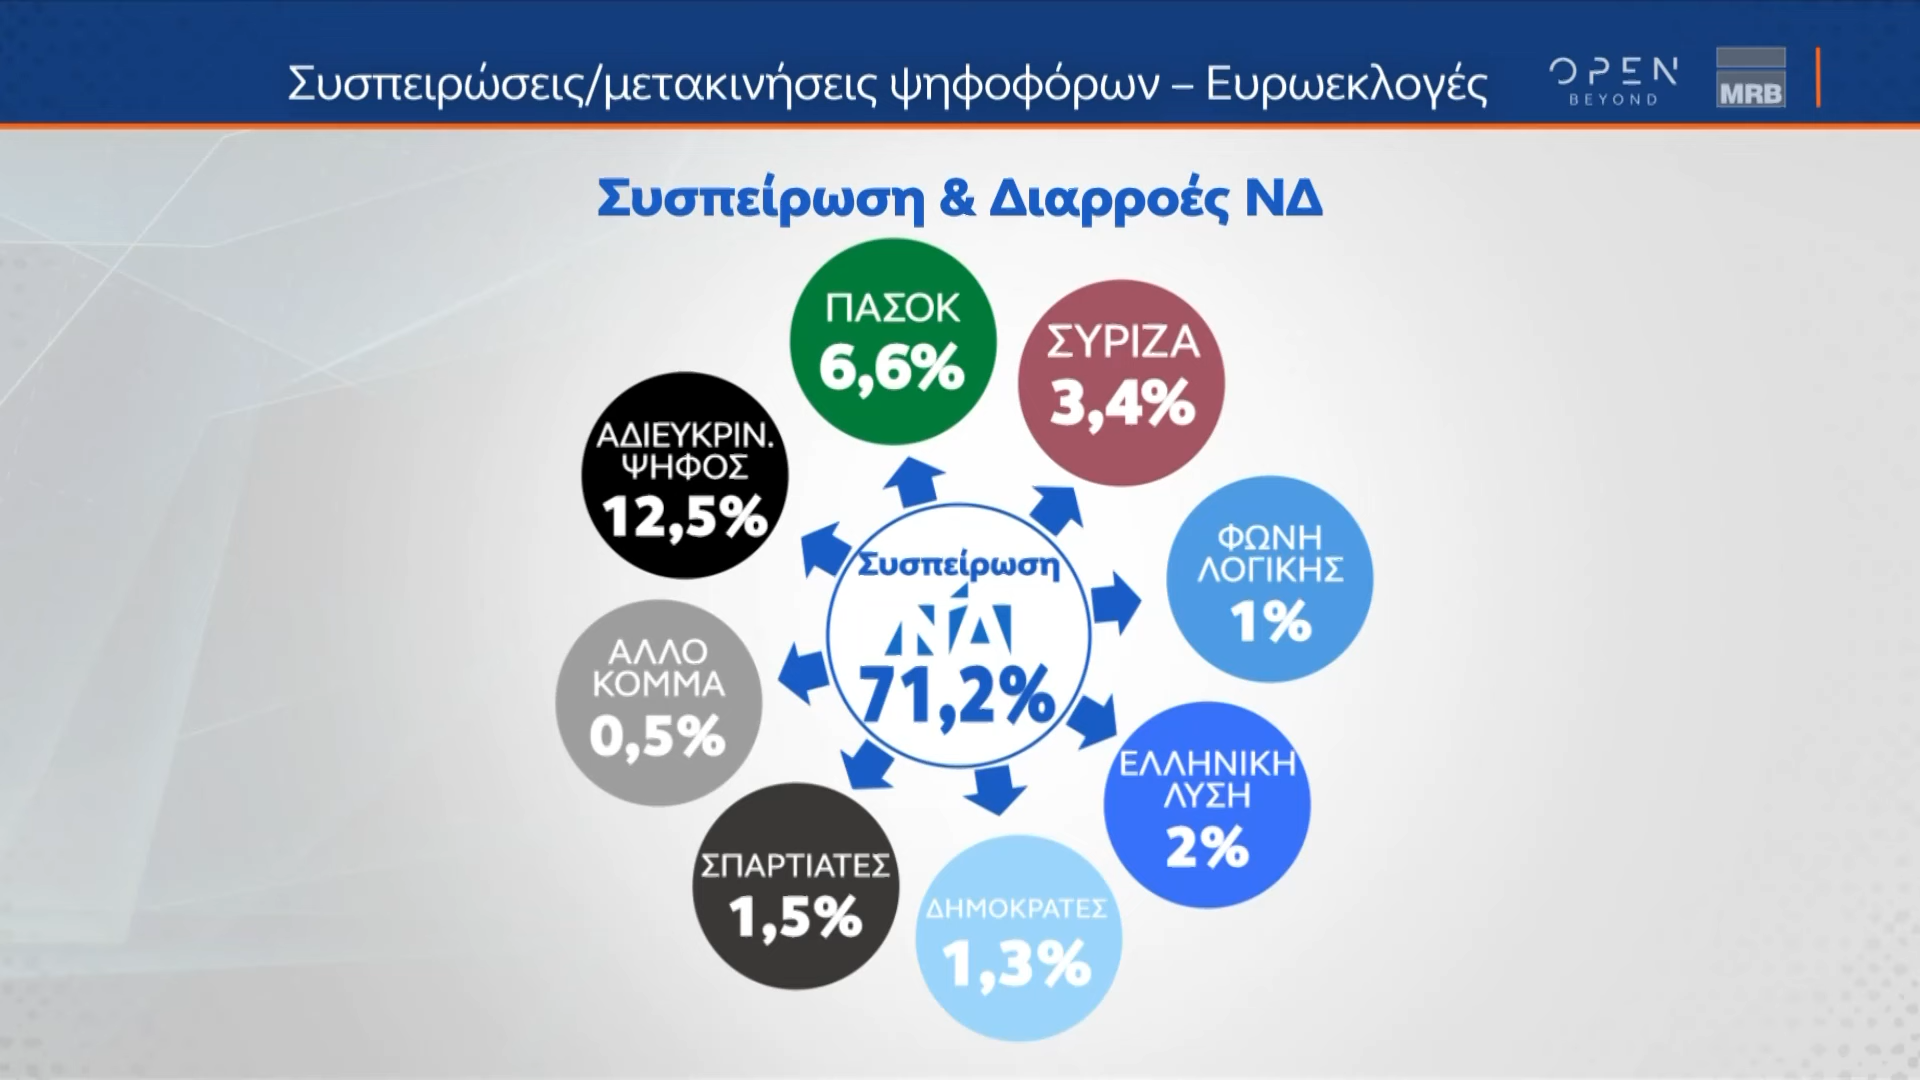 Συσπειρώσεις/μετακινήσεις ψηφοφόρων – Ευρωεκλογές
OPEN
BEYOND
MRB
Συσπείρωση & Διαρροές ΝΔ
ΠΑΣΟΚ
6,6%
ΣΥΡΙΖΑ
3,4%
ΑΔΙΕΥΚΡΙΝ.
ΨΗΦΟΣ
12,5%
ΦΩΝΗ
ΛΟΓΙΚΗΣ
1%
Συσπείρωση
ΝΔ
71,2%
ΑΛΛΟ
ΚΟΜΜΑ
0,5%
ΕΛΛΗΝΙΚΗ
ΛΥΣΗ
2%
ΣΠΑΡΤΙΑΤΕΣ
1,5%
ΔΗΜΟΚΡΑΤΕΣ
1,3%